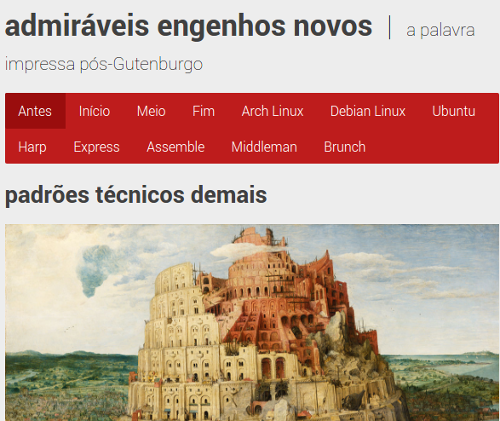 admiráveis engenhos novos | a palavra
impressa pós-Gutenburgo
Antes Início Meio Fim Arch Linux Debian Linux Ubuntu
Harp Express Assemble Middleman Brunch
padrões técnicos demais